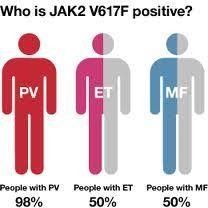 Who is JAK2 V617F positive?
PV ET MF
People with PV People with ET People with MF
98% 50% 50%